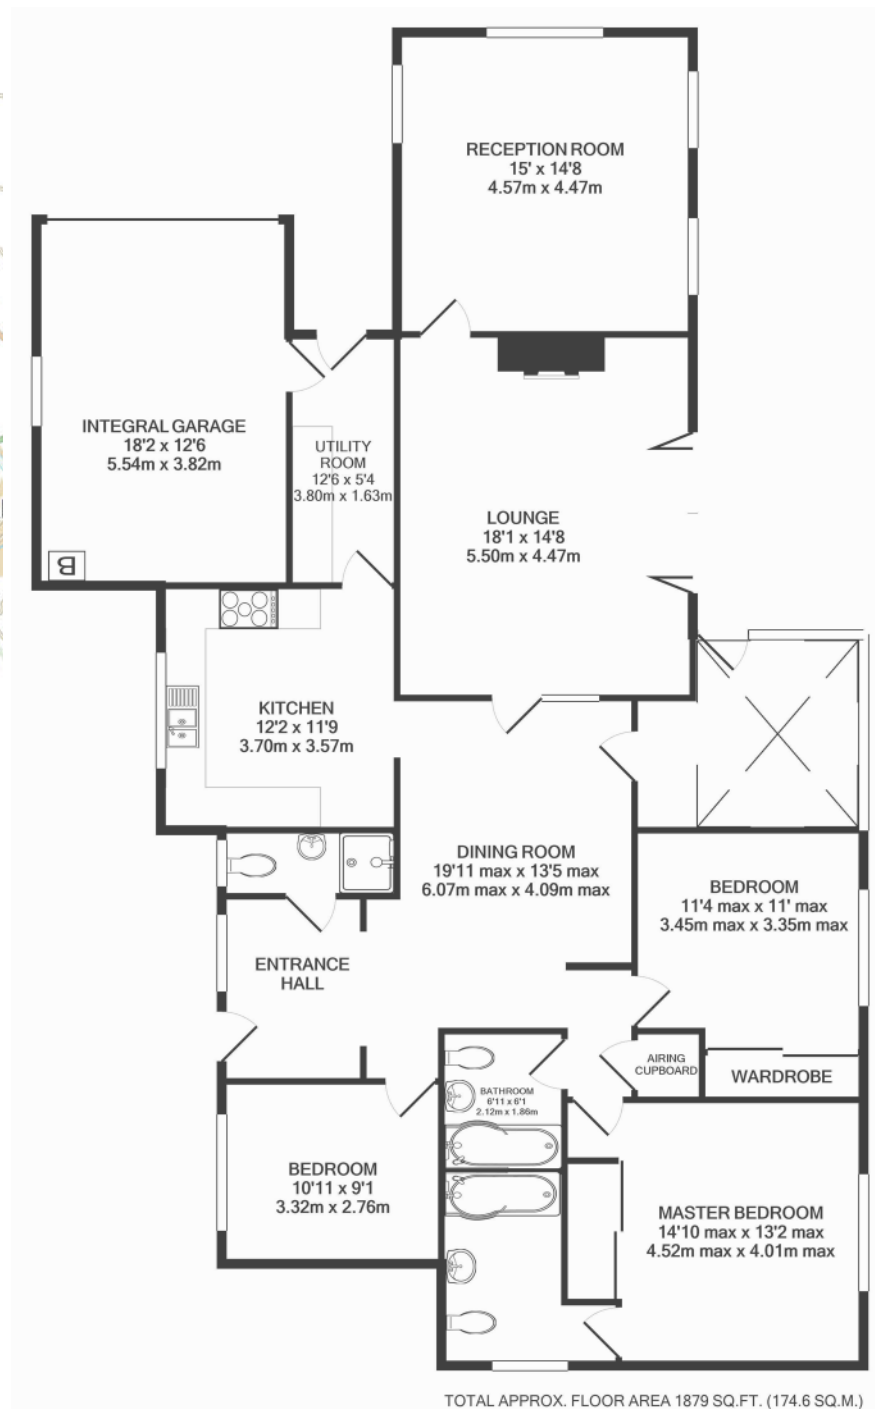 RECEPTION ROOM
15' x 14'8
4.57m x 4.47m
INTEGRAL GARAGE
18'2 x 12'6
5.54m x 3.82m
UTILITY
ROOM
12'6 x 5'4
3.80m x 1.63m
LOUNGE
18'1 x 14'8
5.50m x 4.47m
B
KITCHEN
12'2 x 11'9
3.70m x 3.57m
DINING ROOM
19'11 max x 13'5 max
6.07m max x 4.09m max
BEDROOM
11'4 max x 11' max
3.45m max x 3.35m max
ENTRANCE
HALL
AIRING
CUPBOARD
WARDROBE
BATHROOM
6'11 x 6'1
2.12m x 1.86m
BEDROOM
10'11 x 9'1
3.32m x 2.76m
MASTER BEDROOM
14'10 max x 13'2 max
4.52m max x 4.01m max
TOTAL APPROX. FLOOR AREA 1879 SQ.FT. (174.6 SQ.M.)